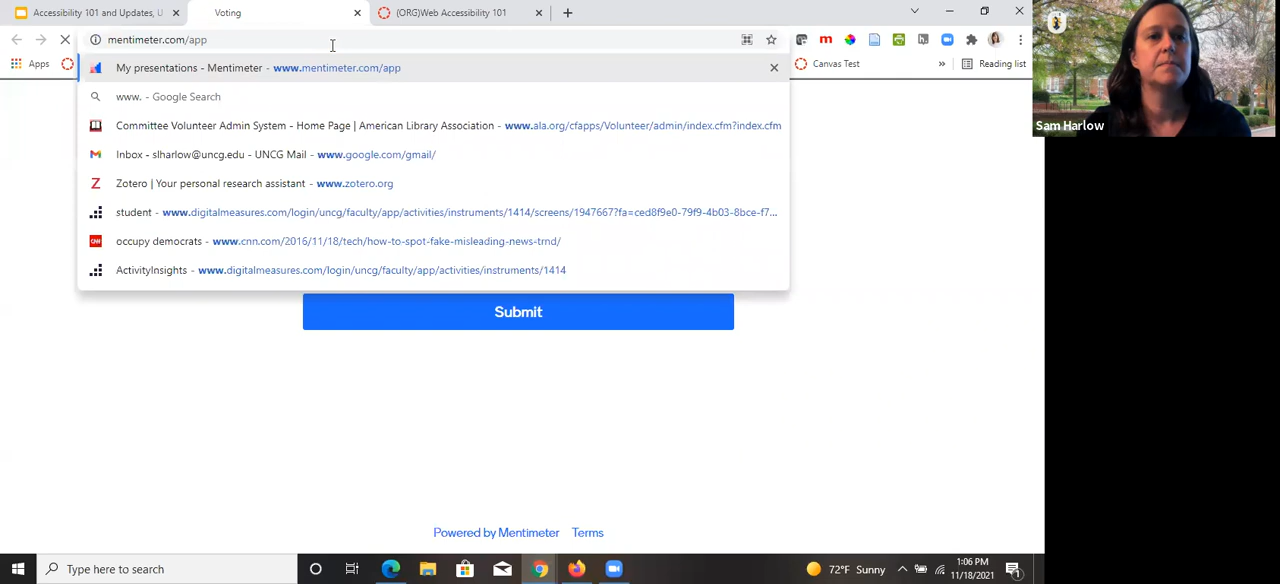 Accessibility 101 and Updates, U
Voting
(ORG)Web Accessibility 101
mentimeter.com/app
Apps
Canvas Test
Reading list
My presentations - Mentimeter - www.mentimeter.com/app
www. - Google Search
Committee Volunteer Admin System - Home Page | American Library Association - www.ala.org/cfapps/Volunteer/admin/index.cfm?index.cfm
Inbox - slharlow@uncg.edu - UNCG Mail - www.google.com/gmail/
Zotero | Your personal research assistant - www.zotero.org
student - www.digitalmeasures.com/login/uncg/faculty/app/activities/instruments/1414/screens/1947667?fa=ced8f9e0-79f9-4b03-8bce-f7...
occupy democrats - www.cnn.com/2016/11/18/tech/how-to-spot-fake-misleading-news-trnd/
ActivityInsights - www.digitalmeasures.com/login/uncg/faculty/app/activities/instruments/1414
Sam Harlow
Submit
Powered by Mentimeter Terms
Type here to search
72°F Sunny
1:06 PM
11/18/2021